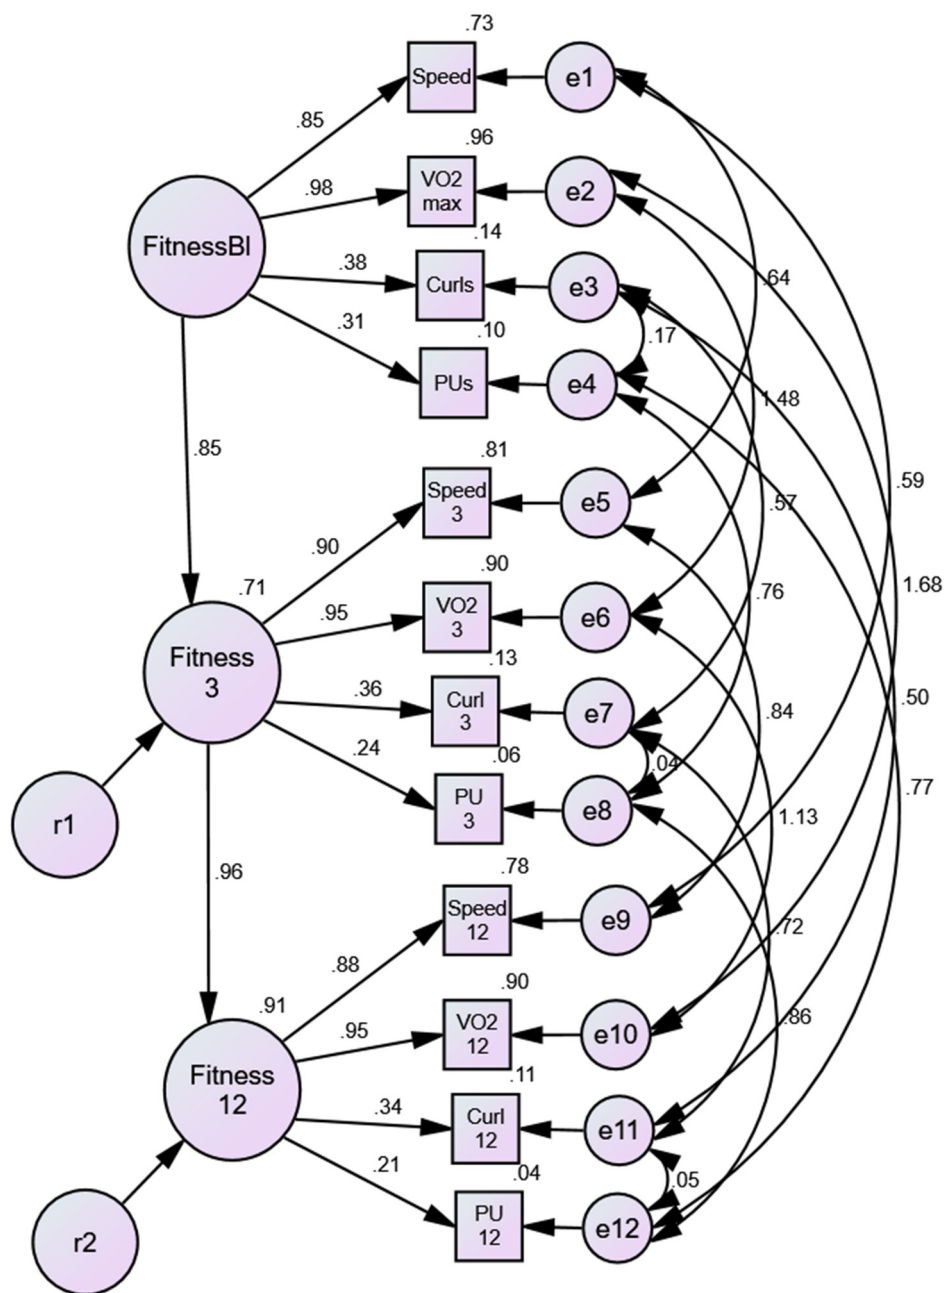 .73
Speed
e1
.85
.96
.98
VO2
max
e2
.14
FitnessBl
.38
Curls
e3
.64
.31
.10
.17
PUs
e4
1.48
.85
.81
Speed
3
e5
.59
.57
.90
.90
.71
.95
VO2
3
e6
.76
1.68
Fitness
3
.13
.36
Curl
3
e7
.50
.84
.24
.06
.04
PU
3
e8
.77
r1
1.13
.96
.78
Speed
12
e9
.72
.88
.90
.91
.95
VO2
12
e10
.86
Fitness
12
.11
.34
Curl
12
e11
.21
.04
.05
PU
12
e12
r2